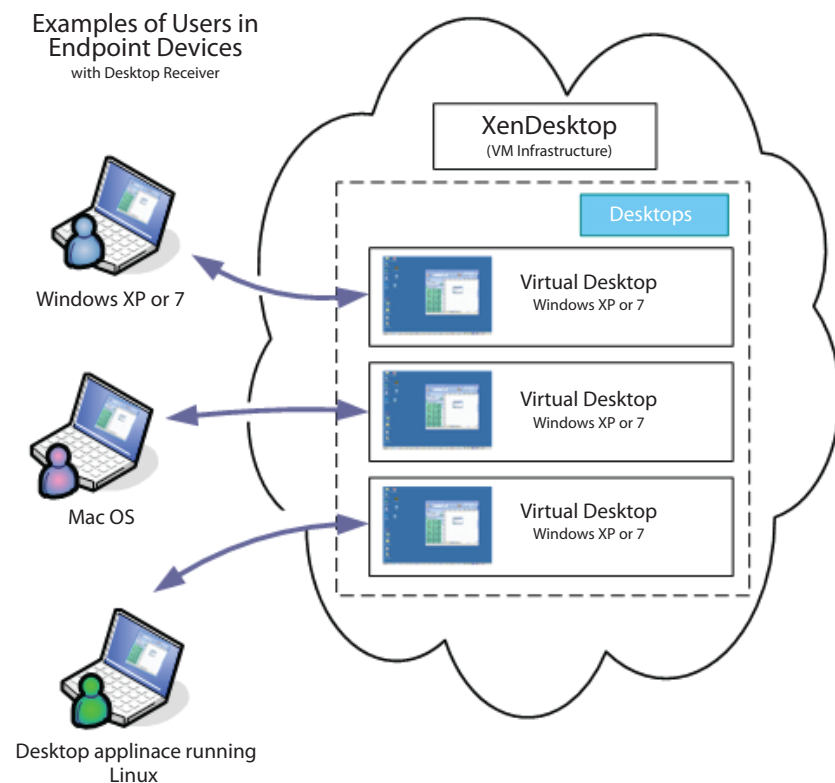 Examples of Users in
Endpoint Devices
with Desktop Receiver
XenDesktop
(VM Infrastructure)
Desktops
Windows XP or 7
Virtual Desktop
Windows XP or 7
Mac OS
Virtual Desktop
Windows XP or 7
Desktop applinace running
Linux
Virtual Desktop
Windows XP or 7